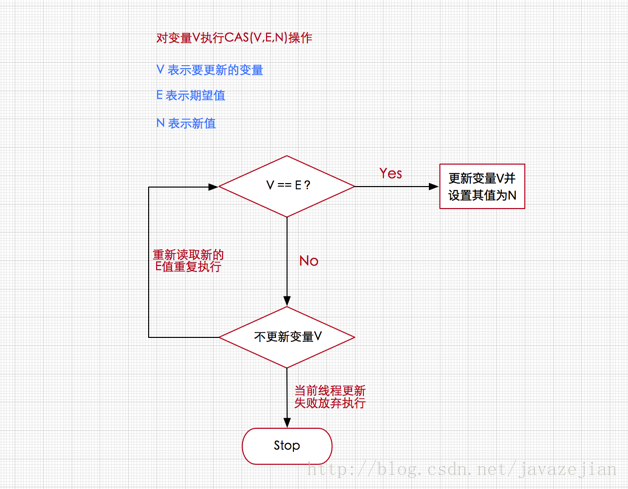 对变量V执行CAS(V,E,N)操作
V 表示要更新的变量
E 表示期望值
N 表示新值
V == E ?
Yes
更新变量V并
设置其值为N
重新读取新的
E值重复执行
No
不更新变量V
当前线程更新
失败放弃执行
Stop
http://blog.csdn.net/javazejian